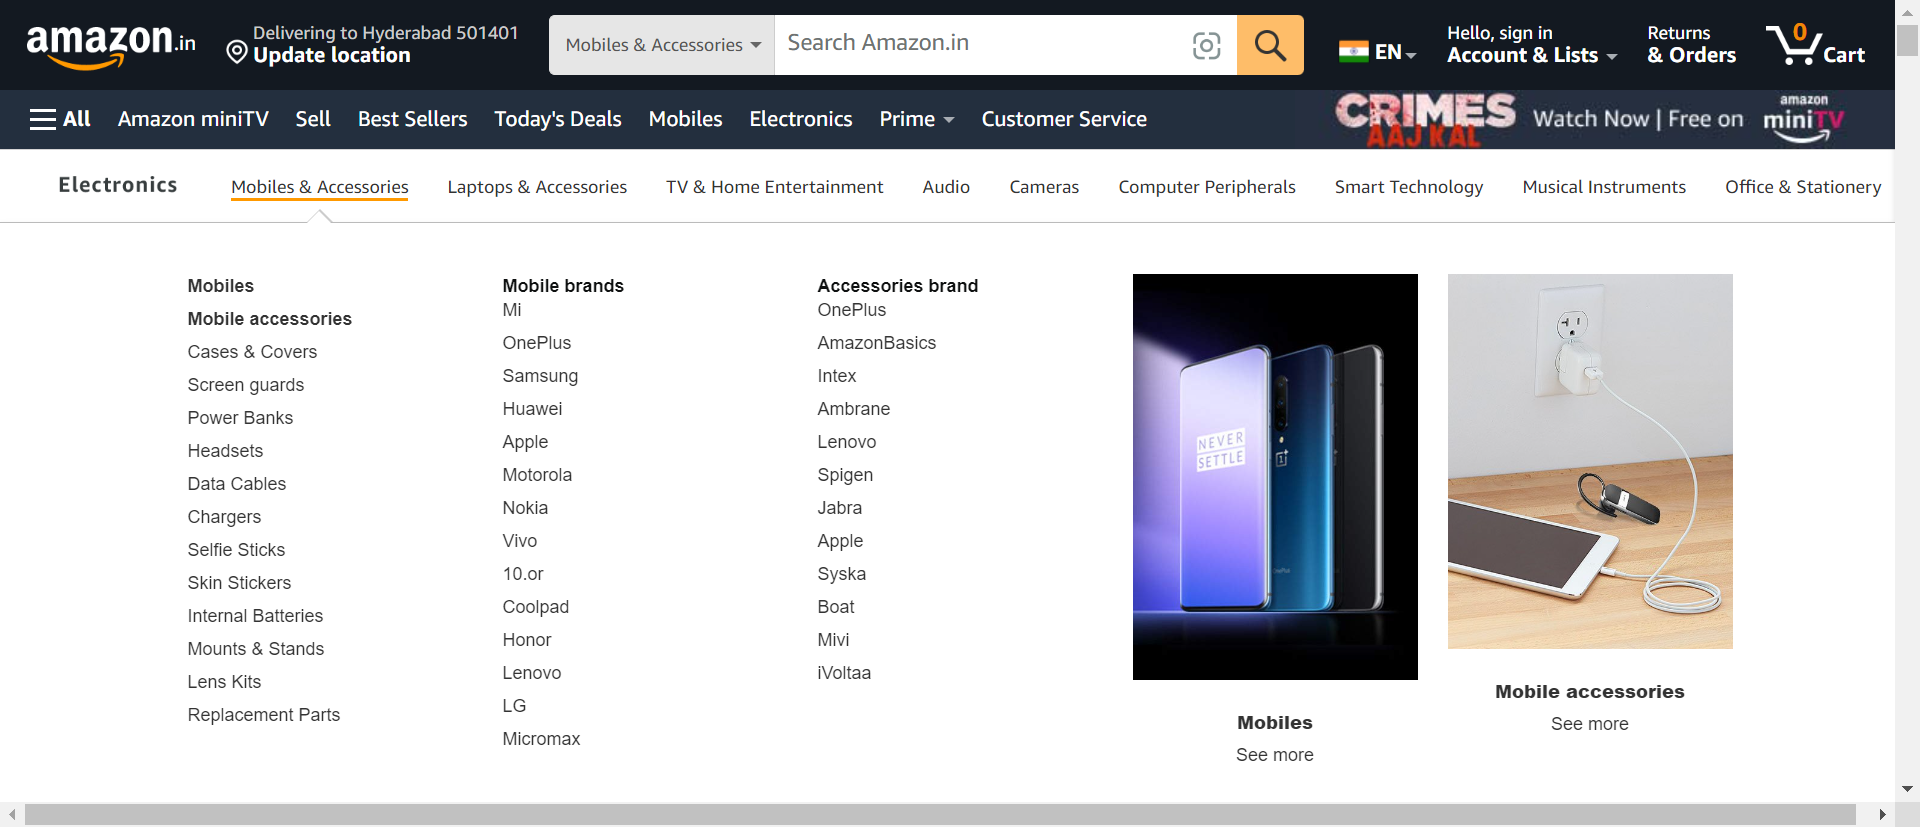 amazon.in
Delivering to Hyderabad 501401
Update location
Mobiles & Accessories
Search Amazon.in
EN
Hello, sign in
Account & Lists
Returns
& Orders
0
Cart
All
Amazon miniTV
Sell
Best Sellers
Today's Deals
Mobiles
Electronics
Prime
Customer Service
CRIMES
AAJ KAL
Watch Now | Free on
amazon
miniTV
Electronics
Mobiles & Accessories
Laptops & Accessories
TV & Home Entertainment
Audio
Cameras
Computer Peripherals
Smart Technology
Musical Instruments
Office & Stationery
Mobiles
Mobile accessories
Cases & Covers
Screen guards
Power Banks
Headsets
Data Cables
Chargers
Selfie Sticks
Skin Stickers
Internal Batteries
Mounts & Stands
Lens Kits
Replacement Parts
Mobile brands
Mi
OnePlus
Samsung
Huawei
Apple
Motorola
Nokia
Vivo
10.or
Coolpad
Honor
Lenovo
LG
Micromax
Accessories brand
OnePlus
AmazonBasics
Intex
Ambrane
Lenovo
Spigen
Jabra
Apple
Syska
Boat
Mivi
iVoltaa
NEVER
SETTLE
Mobiles
See more
Mobile accessories
See more